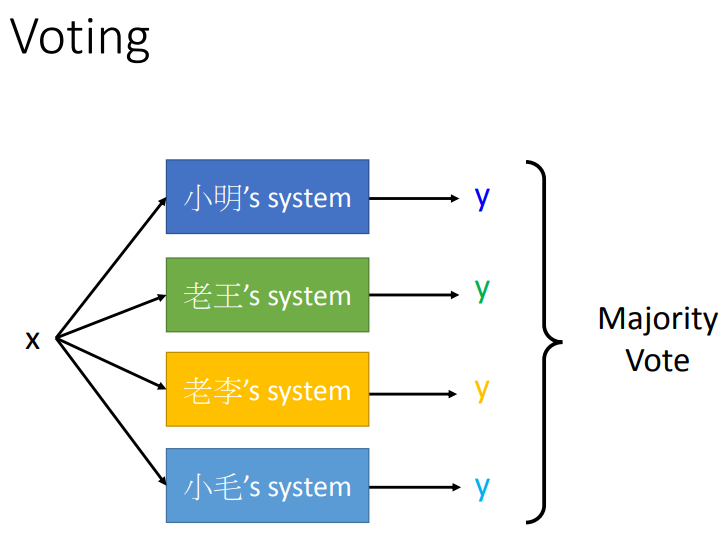 Voting
x
小明’s system
y
老王’s system
y
老李’s system
y
小毛’s system
y
Majority
Vote